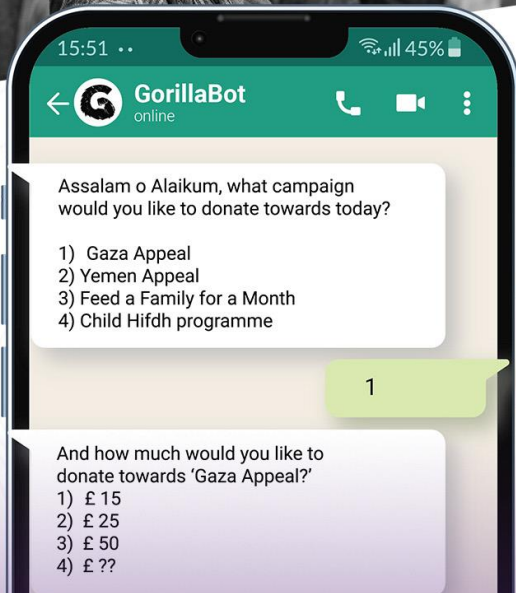 15:51
45%
GorillaBot
online
Assalam o Alaikum, what campaign
would you like to donate towards today?
1) Gaza Appeal
2) Yemen Appeal
3) Feed a Family for a Month
4) Child Hifdh programme
1
And how much would you like to
donate towards ‘Gaza Appeal?’
1) £ 15
2) £ 25
3) £ 50
4) £ ??